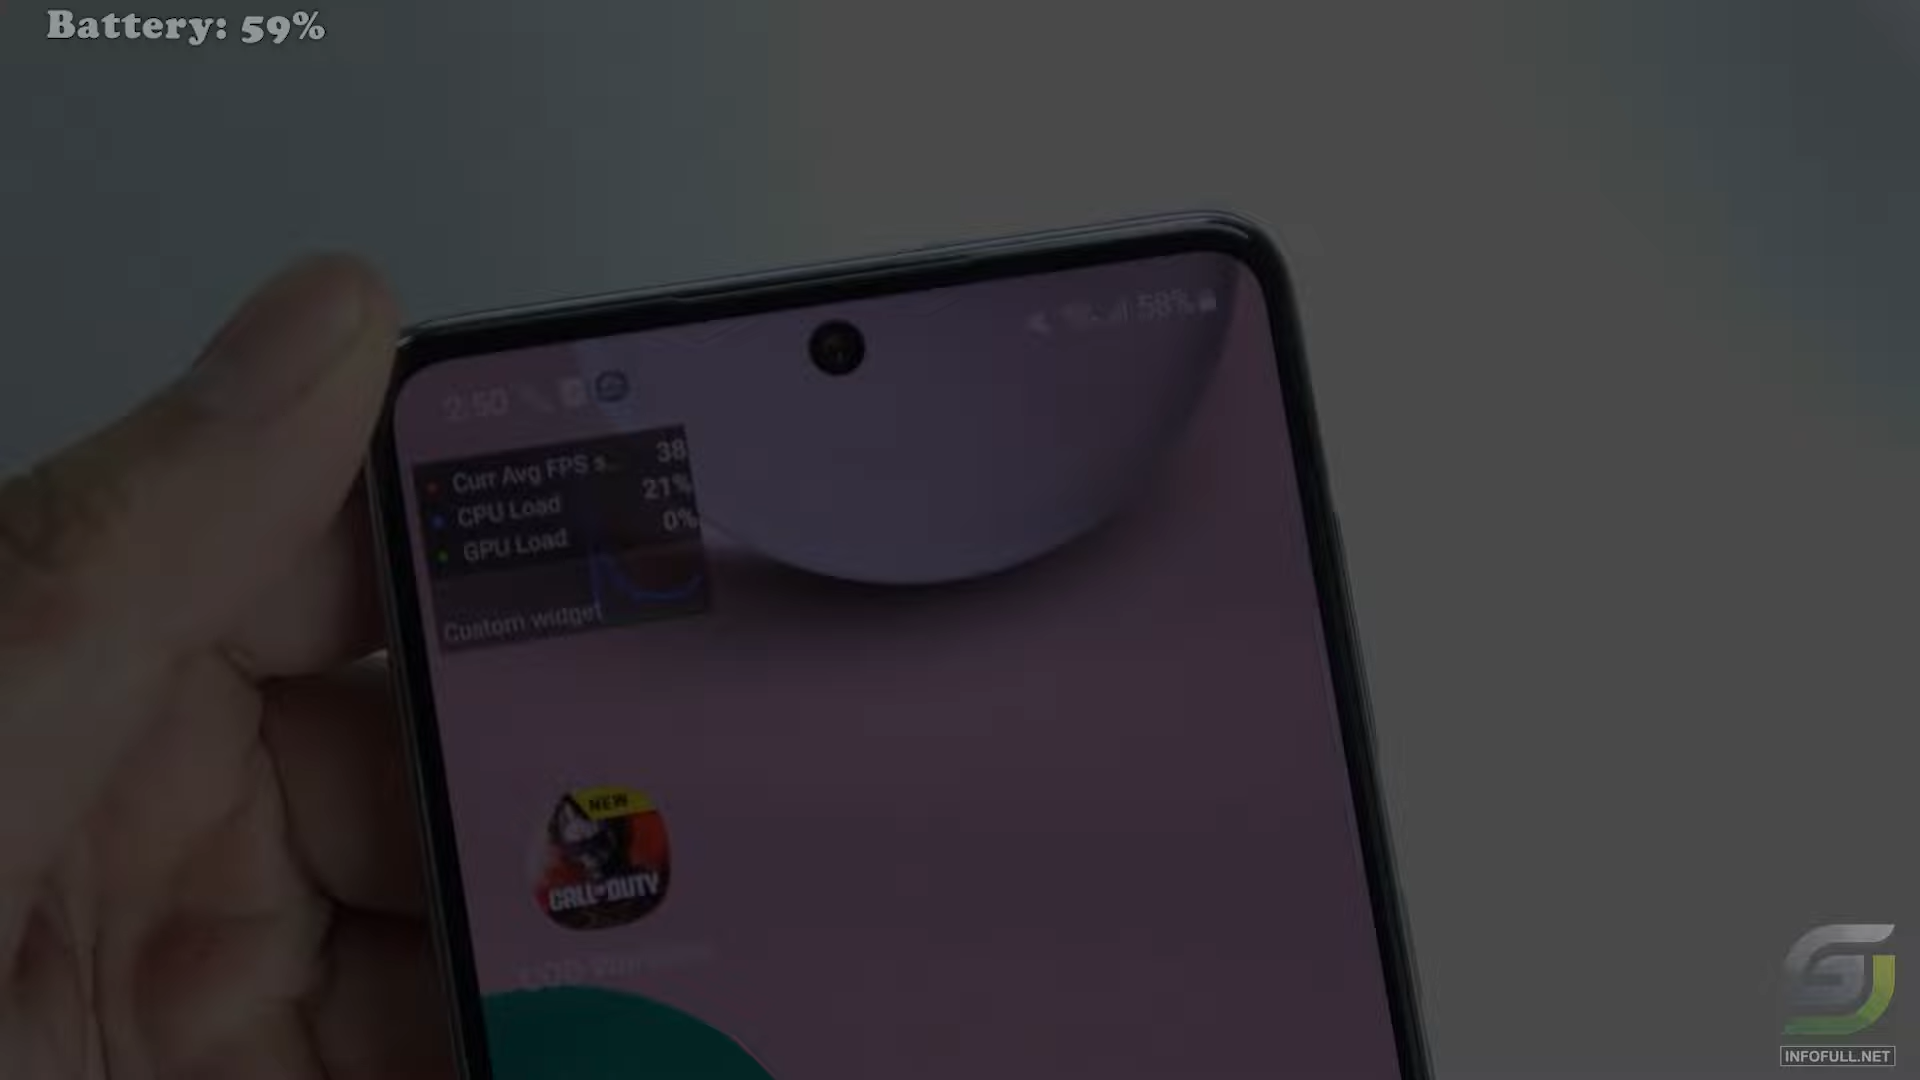 Battery: 59%
58%
2:50
Curr Avg FPS s... 38
CPU Load 21%
GPU Load 0%
Custom widget
NEW
CALL OF DUTY
INFOFULL.NET